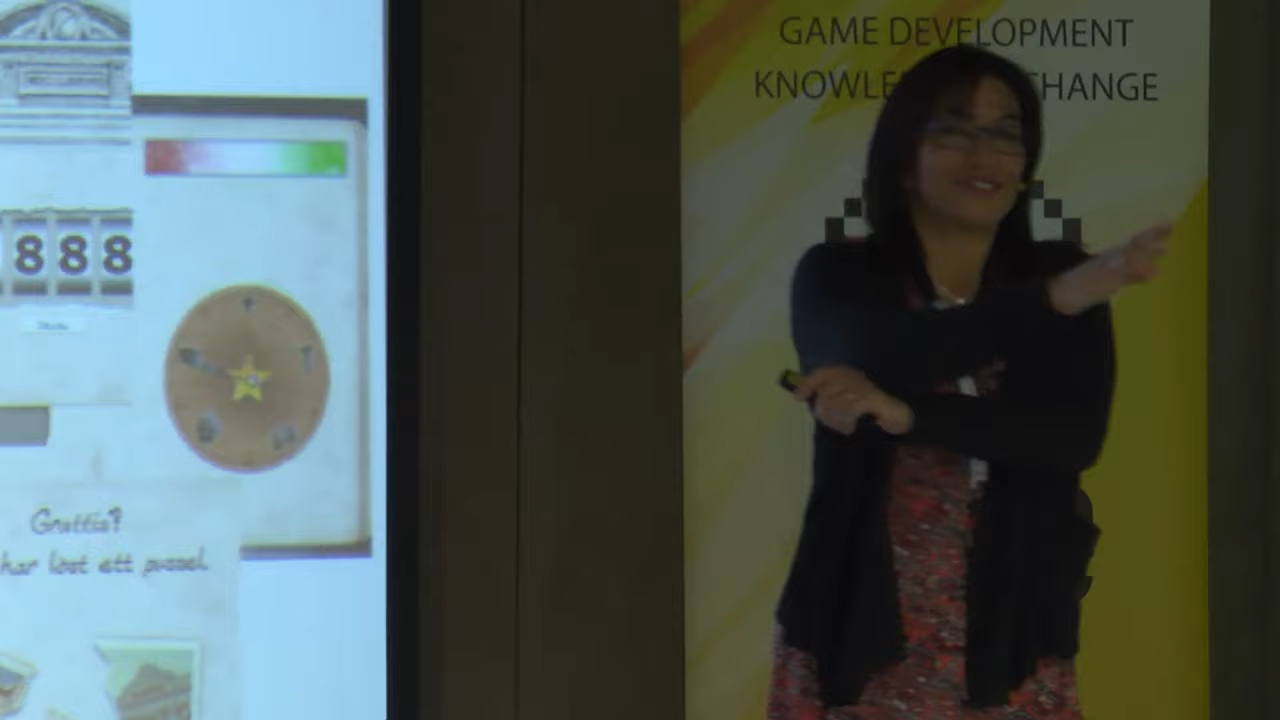 GAME DEVELOPMENT
KNOWLE CHANGE
888
Grattis?
har löst ett pussel.